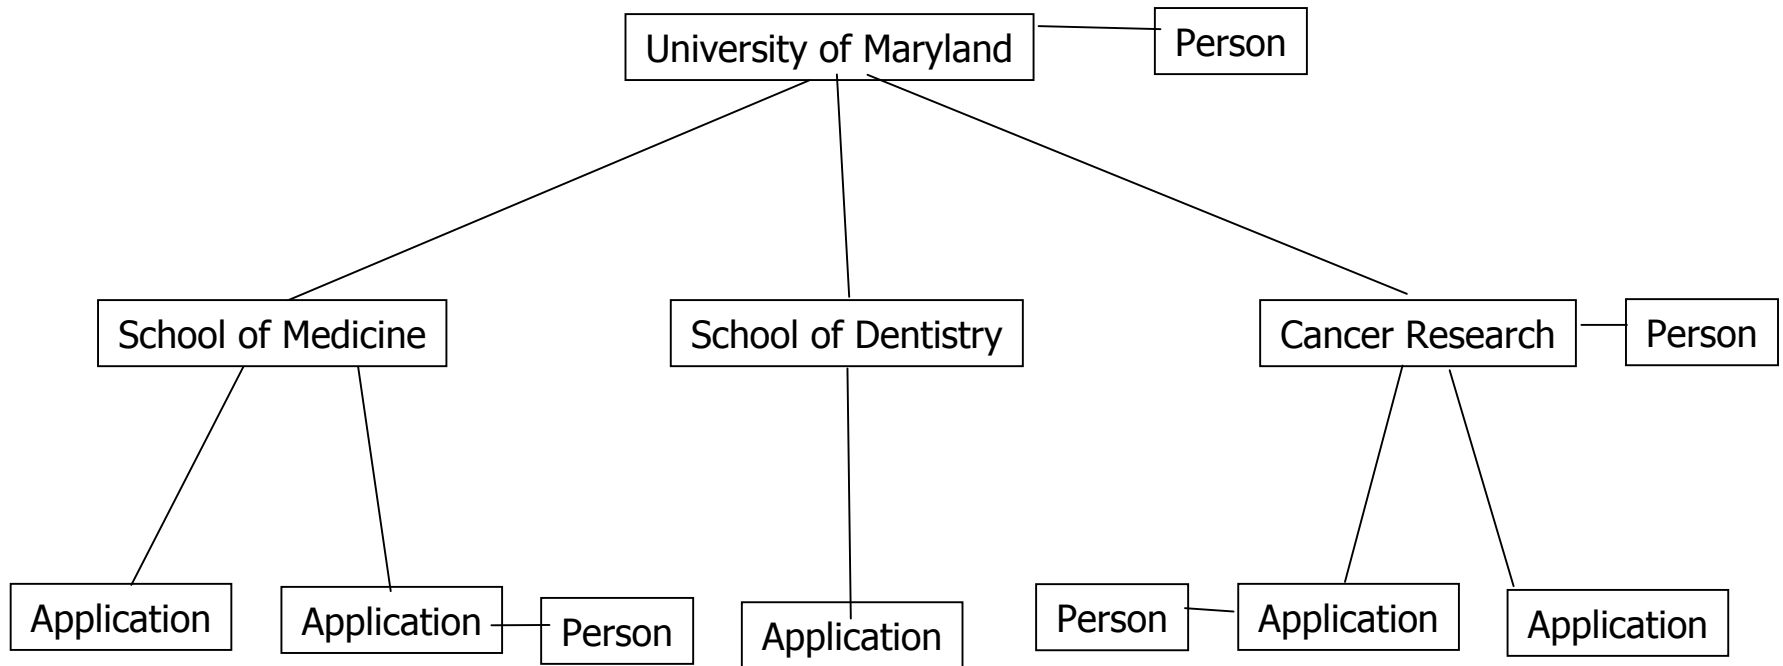 University of Maryland
Person
School of Medicine
School of Dentistry
Cancer Research
Person
Application
Application
Person
Application
Person
Application
Application